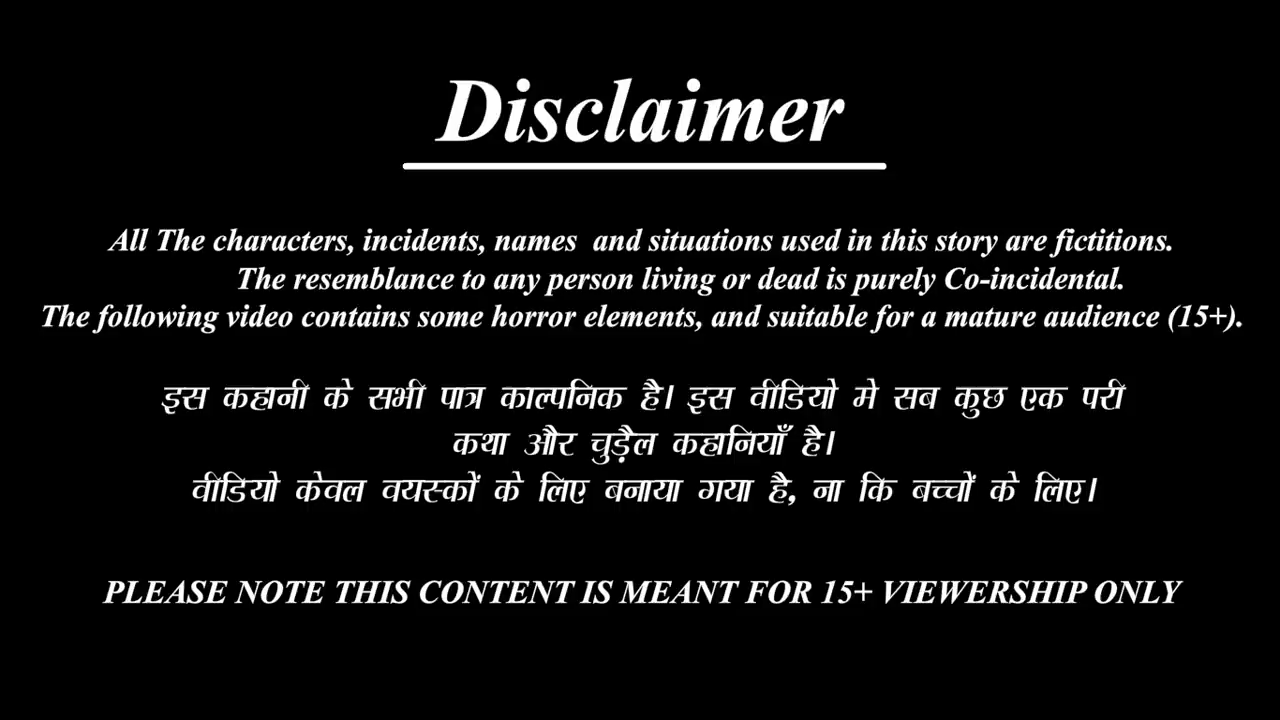 Disclaimer
All The characters, incidents, names and situations used in this story are fictitions.
The resemblance to any person living or dead is purely Co-incidental.
The following video contains some horror elements, and suitable for a mature audience (15+).
इस कहानी के सभी पात्र काल्पनिक है। इस वीडियो मे सब कुछ एक परी
कथा और चुड़ैल कहानियाँ है।
वीडियो केवल वयस्कों के लिए बनाया गया है, ना कि बच्चों के लिए।
PLEASE NOTE THIS CONTENT IS MEANT FOR 15+ VIEWERSHIP ONLY